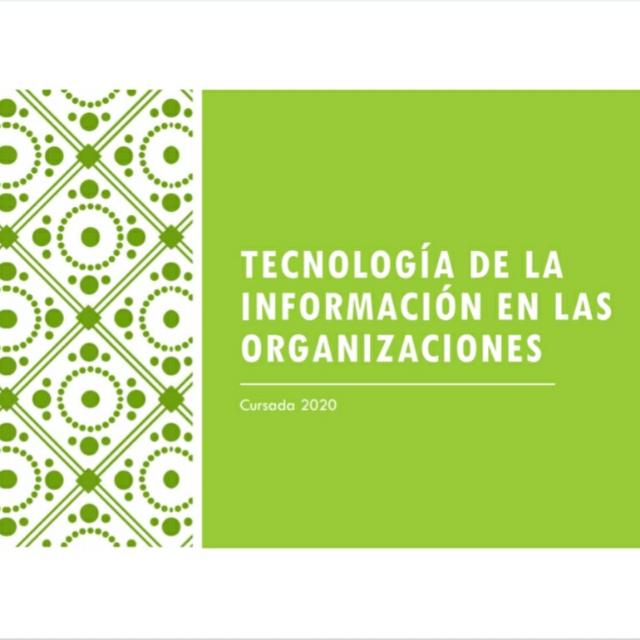 TECNOLOGÍA DE LA
INFORMACIÓN EN LAS
ORGANIZACIONES
Cursada 2020